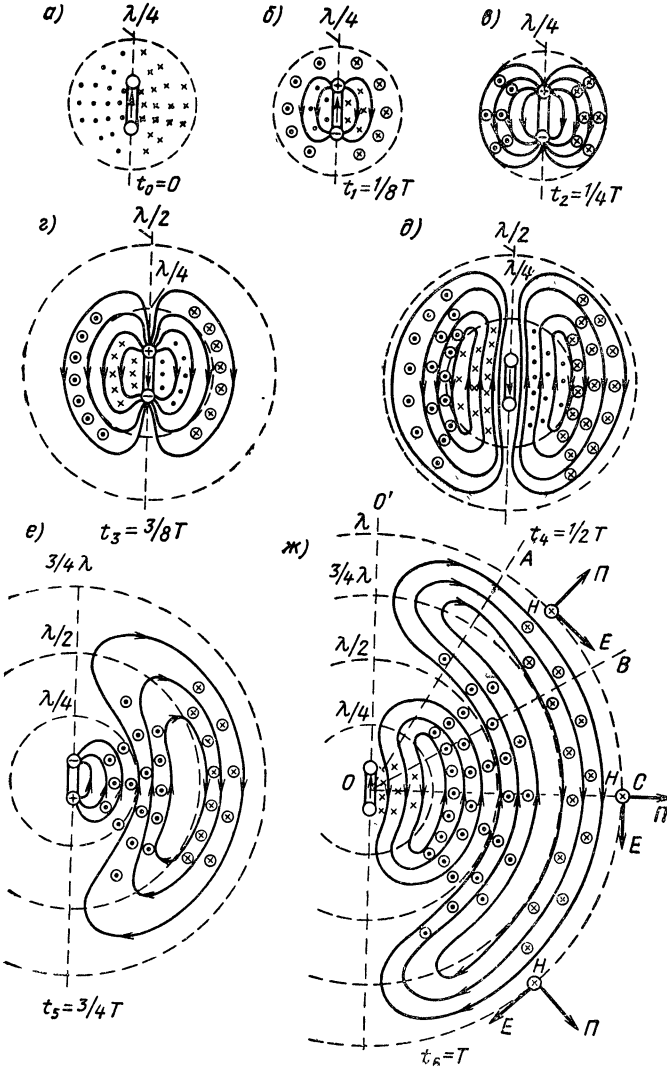 а) λ/4 б) λ/4 в) λ/4
t₀=0 t₁=1/8T t₂=1/4T
г) λ/2 д) λ/2
λ/4 λ/4
t₃=3/8T t₄=1/2T
е) ж) O'
3/4λ λ A П
3/4λ H
λ/2 E
λ/2 B
λ/4 λ/4
O H C
П
E
H
E П
t₅=3/4T t₆=T